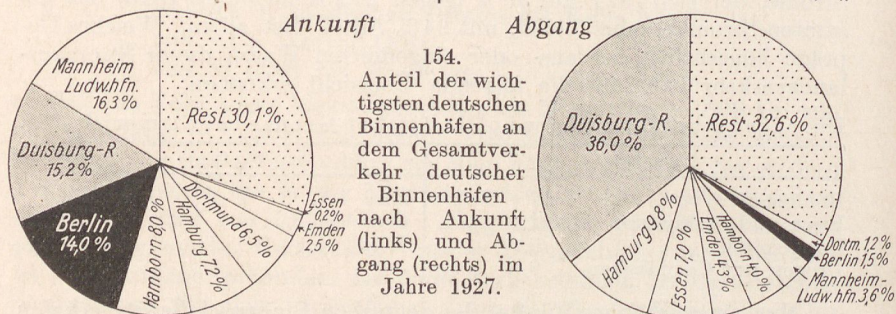 Ankunft
Abgang
Mannheim
Ludw.hfn.
16,3%
Rest 30,1%
Duisburg-R.
15,2%
Berlin
14,0%
Hamborn 8,0%
Hamburg 7,2%
Dortmund 6,5%
Essen
0,2%
Emden
2,5%
154.
Anteil der wich-
tigsten deutschen
Binnenhäfen an
dem Gesamtver-
kehr deutscher
Binnenhäfen
nach Ankunft
(links) und Ab-
gang (rechts) im
Jahre 1927.
Duisburg-R.
36,0%
Rest 32,6%
Hamburg 9,8%
Essen 7,0%
Emden 4,3%
Hamborn 4,0%
Dortm. 1,2%
Berlin 1,5%
Mannheim-
Ludw.hfn. 3,6%